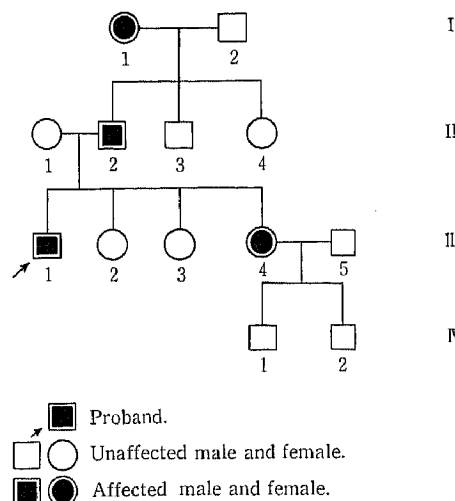 I
1 2
II
1 2 3 4
III
1 2 3 4 5
IV
1 2
Proband.
Unaffected male and female.
Affected male and female.